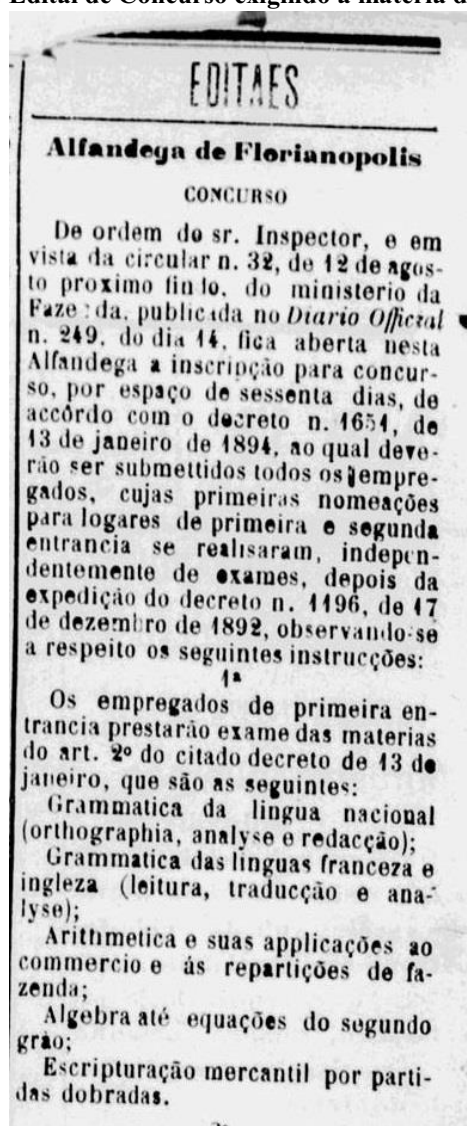 Edital de Concurso exigindo a matéria d
EDITAES
Alfandega de Florianopolis
CONCURSO
De ordem do sr. Inspector, e em
vista da circular n. 32, de 12 de agos-
to proximo findo, do ministerio da
Fazenda, publicada no Diario Official
n. 249, do dia 14, fica aberta nesta
Alfandega a inscripção para concur-
so, por espaço de sessenta dias, de
accôrdo com o decreto n. 1651, de
13 de janeiro de 1894, ao qual deve-
rão ser submettidos todos os empre-
gados, cujas primeiras nomeações
para logares de primeira e segunda
entrancia se realisaram, indepen-
dentemente de exames, depois da
expedição do decreto n. 1196, de 17
de dezembro de 1892, observando-se
a respeito os seguintes instrucções:
1ª
Os empregados de primeira en-
trancia prestarão exame das materias
do art. 2º do citado decreto de 13 de
janeiro, que são as seguintes:
Grammatica da lingua nacional
(orthographia, analyse e redacção);
Grammatica das linguas franceza e
ingleza (leitura, traducção e ana-
lyse);
Arithmetica e suas applicações ao
commercio e ás repartições de fa-
zenda;
Algebra até equações do segundo
grào;
Escripturação mercantil por parti-
das dobradas.